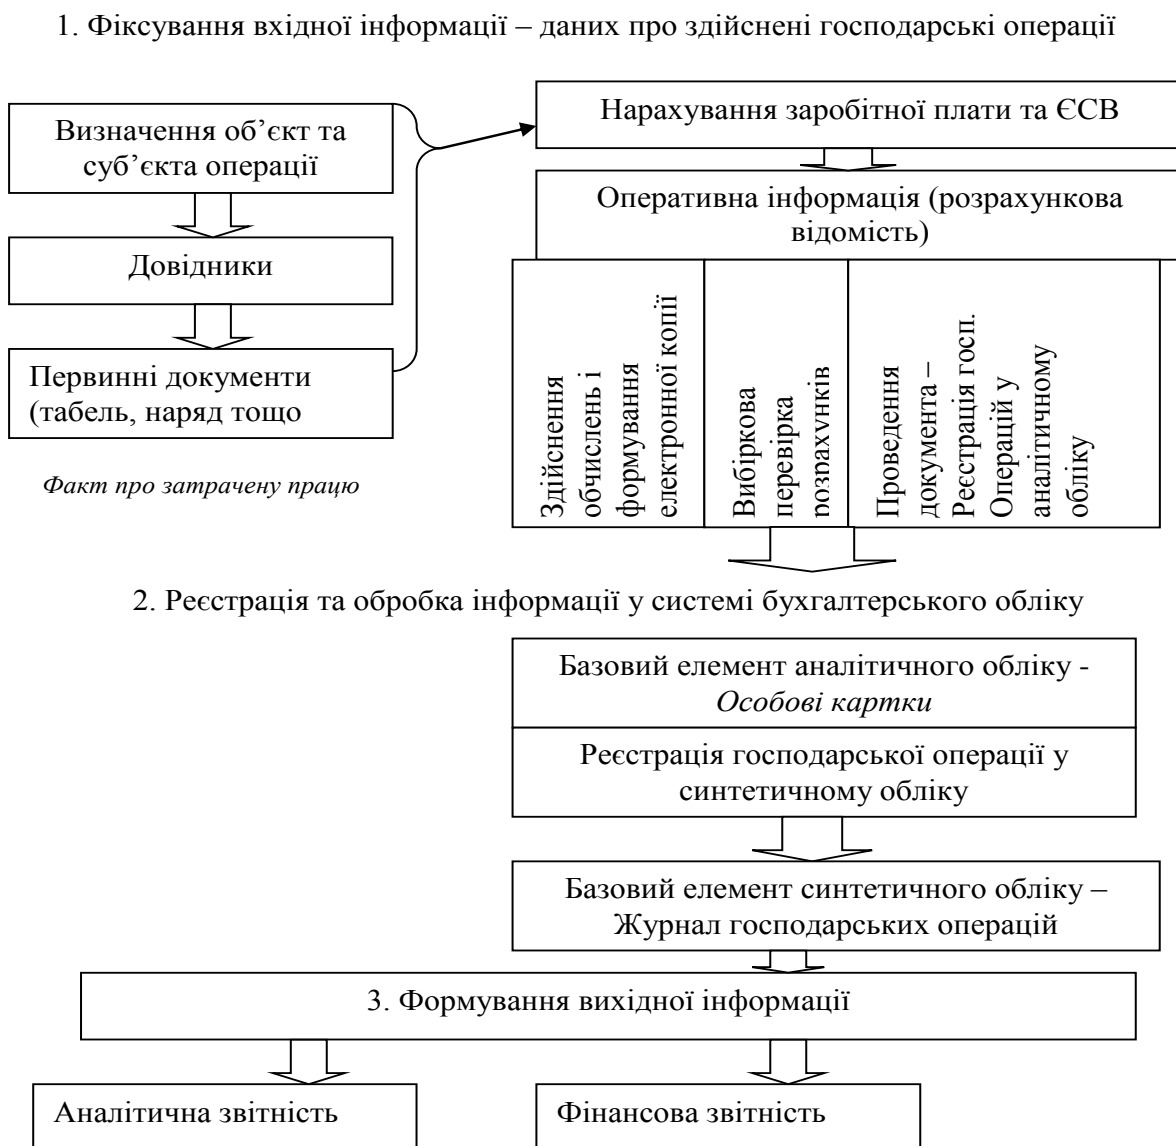 1. Фіксування вхідної інформації – даних про здійснені господарські операції
Визначення об’єкт та
суб’єкта операції
Довідники
Первинні документи
(табель, наряд тощо
Факт про затрачену працю
Нарахування заробітної плати та ЄСВ
Оперативна інформація (розрахункова
відомість)
Здійснення
обчислень і
формування
електронної копії
Вибіркова
перевірка
розрахунків
Проведення
документа –
Реєстрація госп.
Операцій у
аналітичному
обліку
2. Реєстрація та обробка інформації у системі бухгалтерського обліку
Базовий елемент аналітичного обліку -
Особові картки
Реєстрація господарської операції у
синтетичному обліку
Базовий елемент синтетичного обліку –
Журнал господарських операцій
3. Формування вихідної інформації
Аналітична звітність
Фінансова звітність